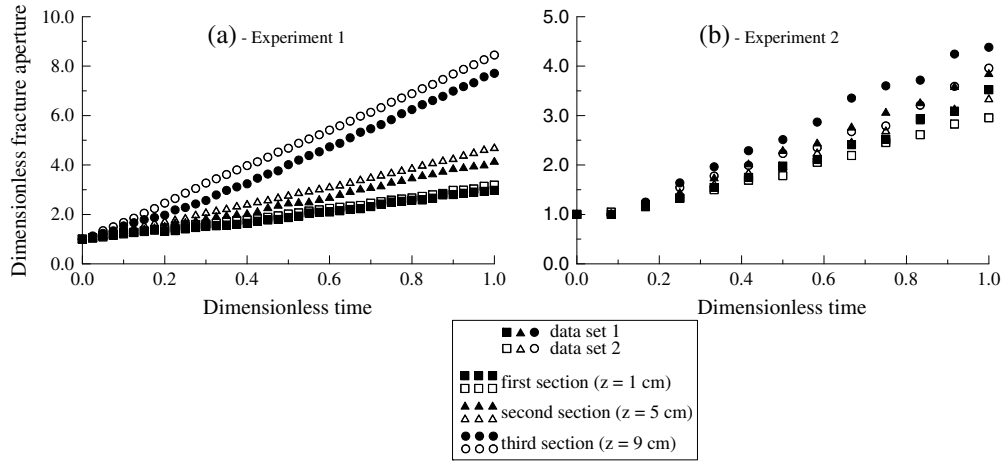 (a) - Experiment 1
Dimensionless fracture aperture
10.0
8.0
6.0
4.0
2.0
0.0
0.0 0.2 0.4 0.6 0.8 1.0
Dimensionless time
(b) - Experiment 2
5.0
4.0
3.0
2.0
1.0
0.0
0.0 0.2 0.4 0.6 0.8 1.0
Dimensionless time
data set 1
data set 2
first section (z = 1 cm)
second section (z = 5 cm)
third section (z = 9 cm)